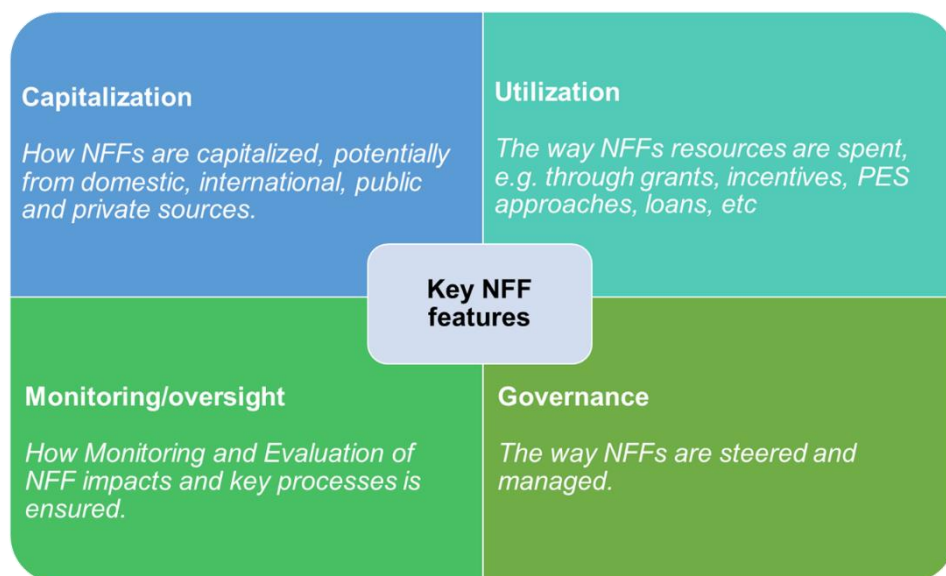 Capitalization
How NFFs are capitalized, potentially
from domestic, international, public
and private sources.
Utilization
The way NFFs resources are spent,
e.g. through grants, incentives, PES
approaches, loans, etc
Key NFF
features
Monitoring/oversight
How Monitoring and Evaluation of
NFF impacts and key processes is
ensured.
Governance
The way NFFs are steered and
managed.